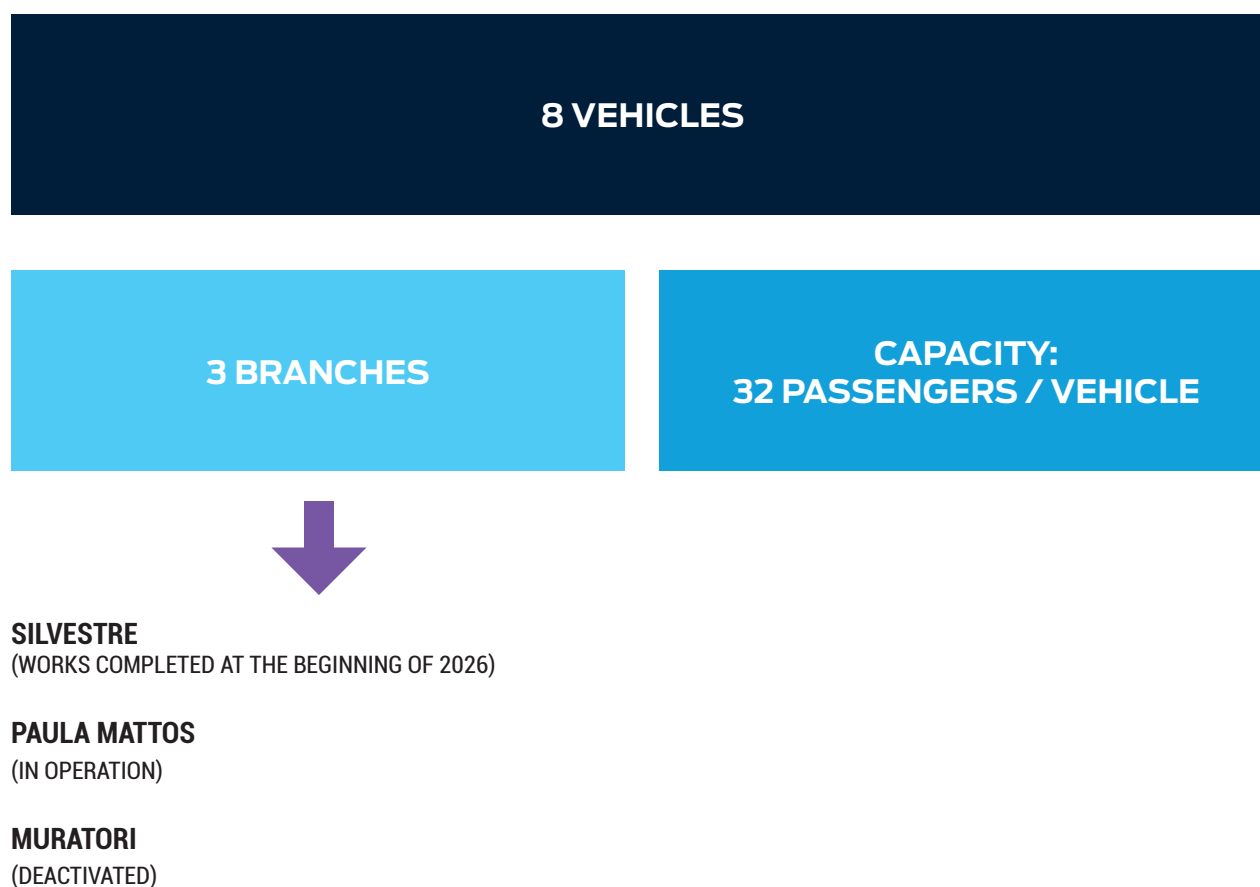 8 VEHICLES
3 BRANCHES
CAPACITY:
32 PASSENGERS / VEHICLE
SILVESTRE
(WORKS COMPLETED AT THE BEGINNING OF 2026)
PAULA MATTOS
(IN OPERATION)
MURATORI
(DEACTIVATED)